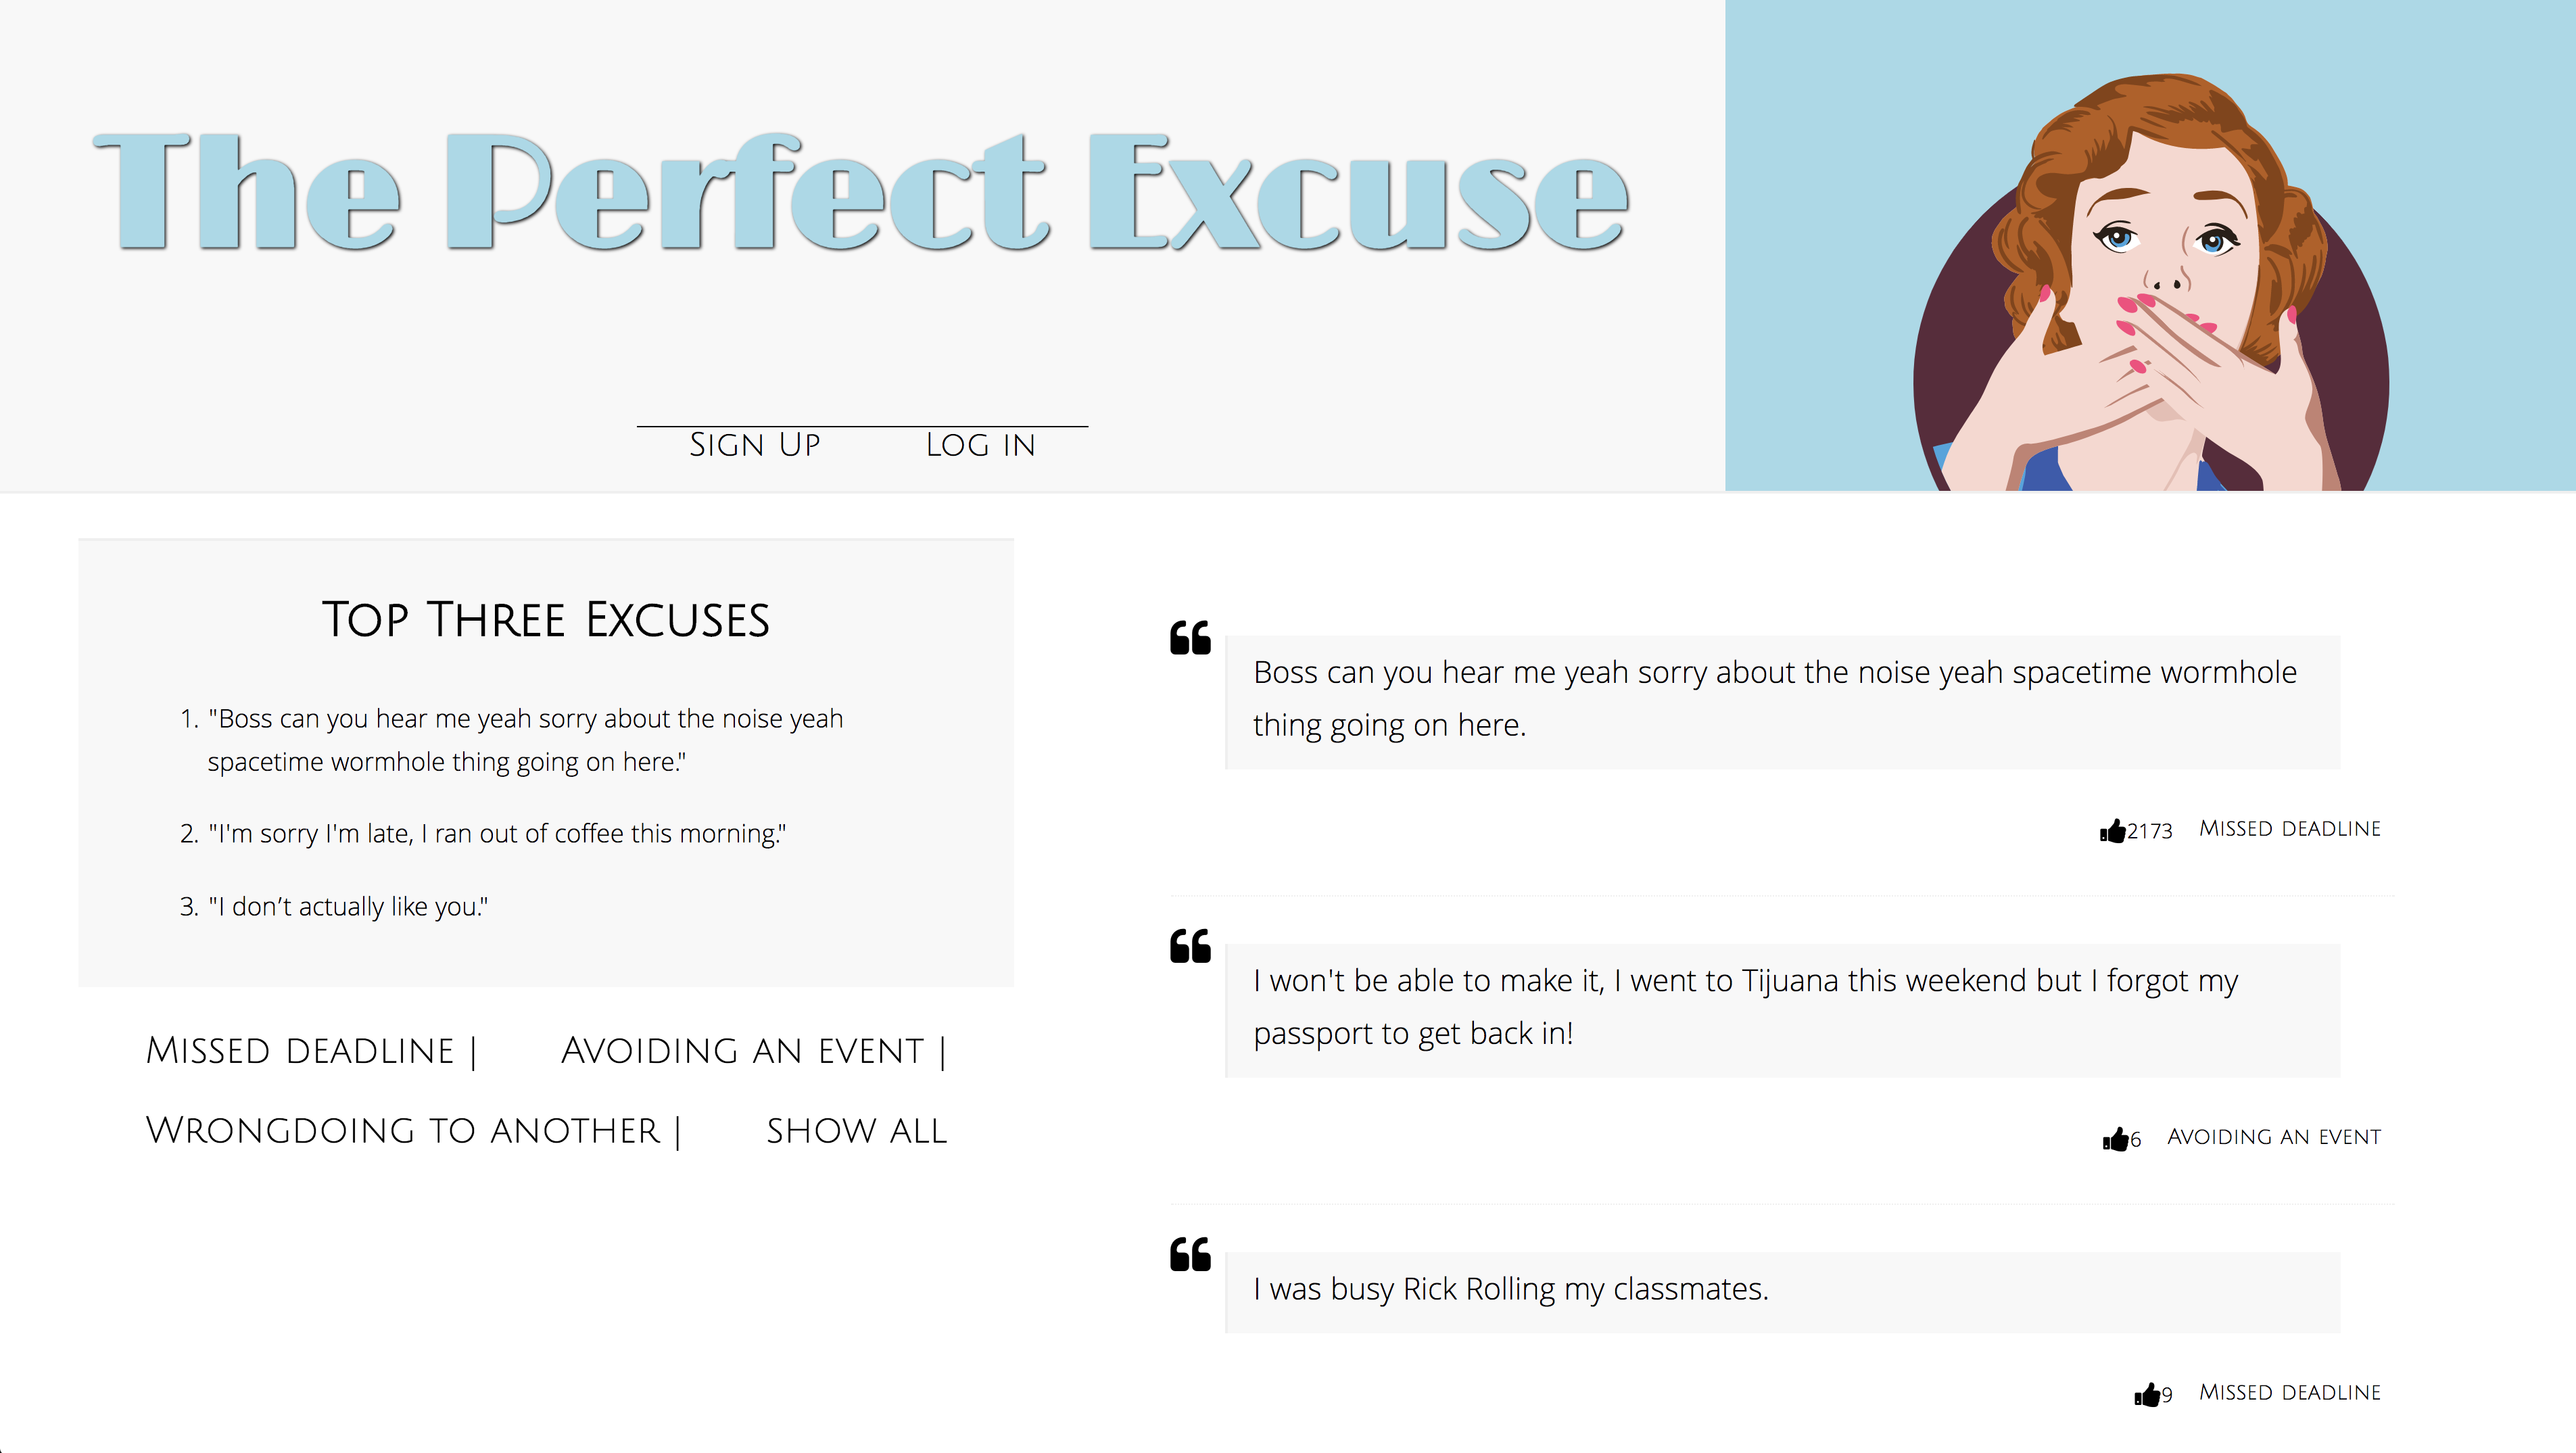 The Perfect Excuse
Sign Up Log in
Top Three Excuses
1. "Boss can you hear me yeah sorry about the noise yeah
spacetime wormhole thing going on here."
2. "I'm sorry I'm late, I ran out of coffee this morning."
3. "I don’t actually like you."
Missed deadline | Avoiding an event |
Wrongdoing to another | show all
Boss can you hear me yeah sorry about the noise yeah spacetime wormhole
thing going on here.
2173 Missed deadline
I won't be able to make it, I went to Tijuana this weekend but I forgot my
passport to get back in!
6 Avoiding an event
I was busy Rick Rolling my classmates.
9 Missed deadline